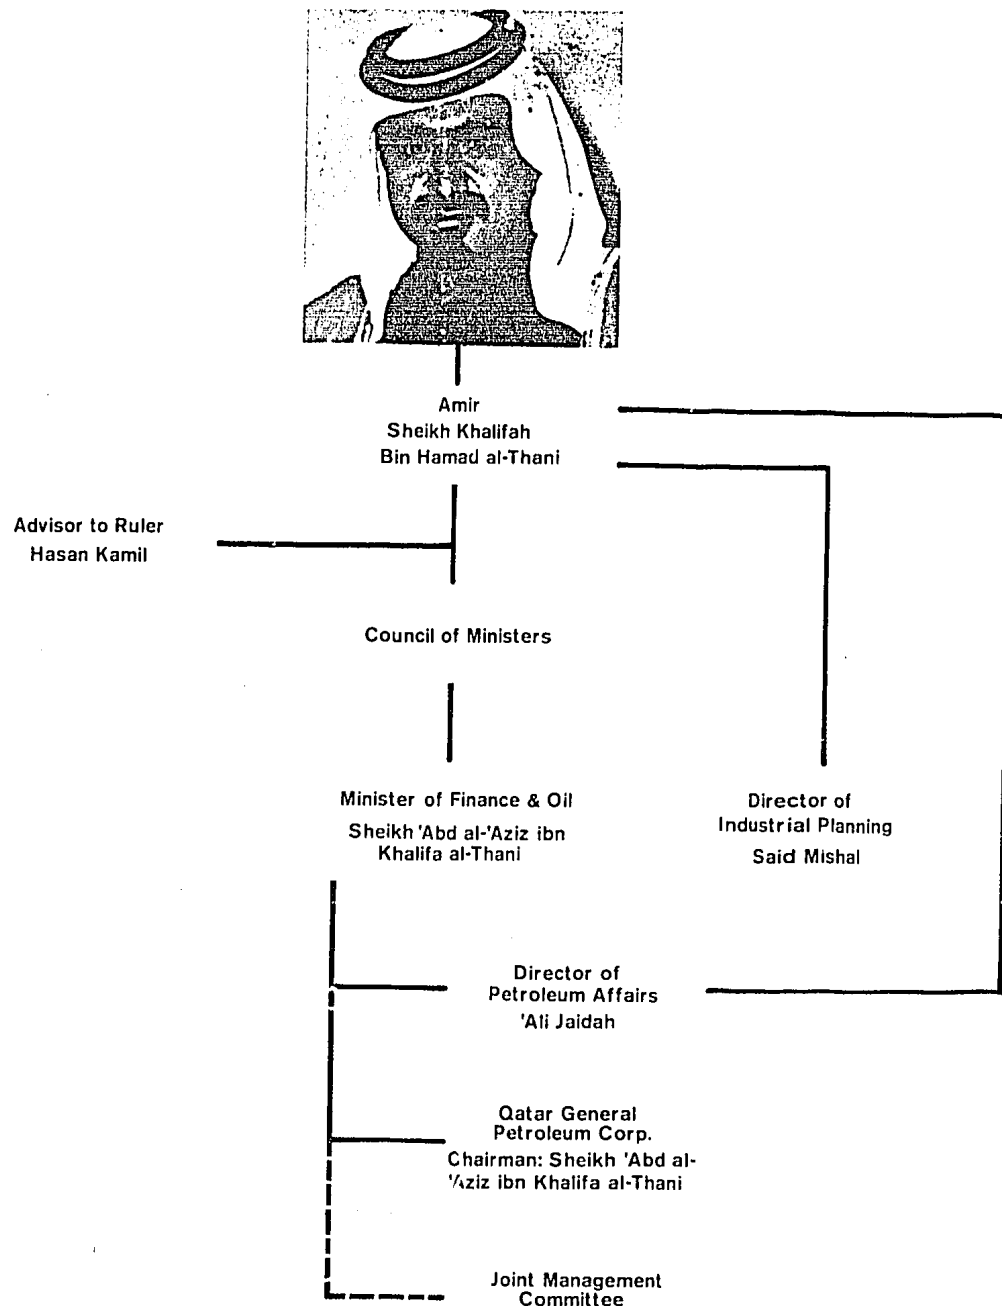 Amir
Sheikh Khalifah
Bin Hamad al-Thani
Advisor to Ruler
Hasan Kamil
Council of Ministers
Minister of Finance & Oil
Sheikh 'Abd al-'Aziz ibn
Khalifa al-Thani
Director of
Industrial Planning
Said Mishal
Director of
Petroleum Affairs
'Ali Jaidah
Qatar General
Petroleum Corp.
Chairman: Sheikh 'Abd al-
'Aziz ibn Khalifa al-Thani
Joint Management
Committee